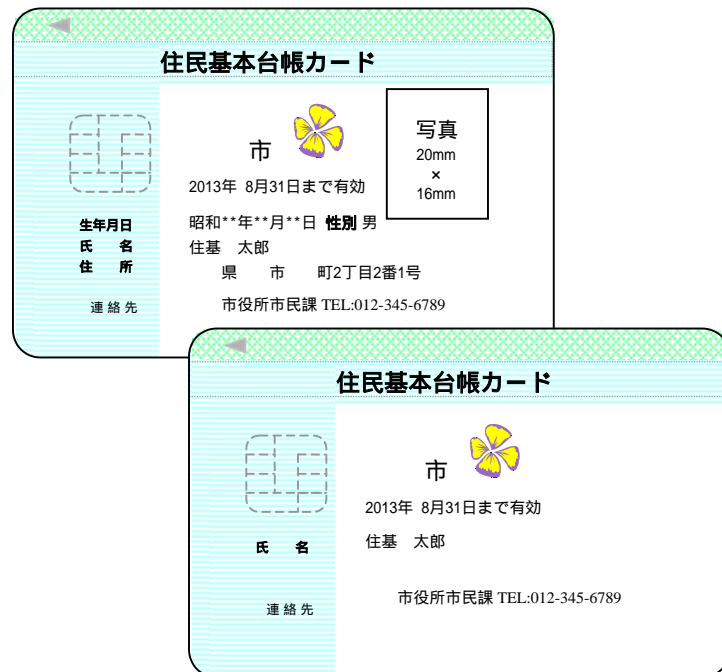 住民基本台帳カード
写真
20mm
×
16mm
市
2013年 8月31日まで有効
生年月日 昭和**年**月**日 性別 男
氏 名 住基 太郎
住 所 県 市 町2丁目2番1号
連絡先 市役所市民課 TEL:012-345-6789
住民基本台帳カード
市
2013年 8月31日まで有効
氏 名 住基 太郎
連絡先 市役所市民課 TEL:012-345-6789